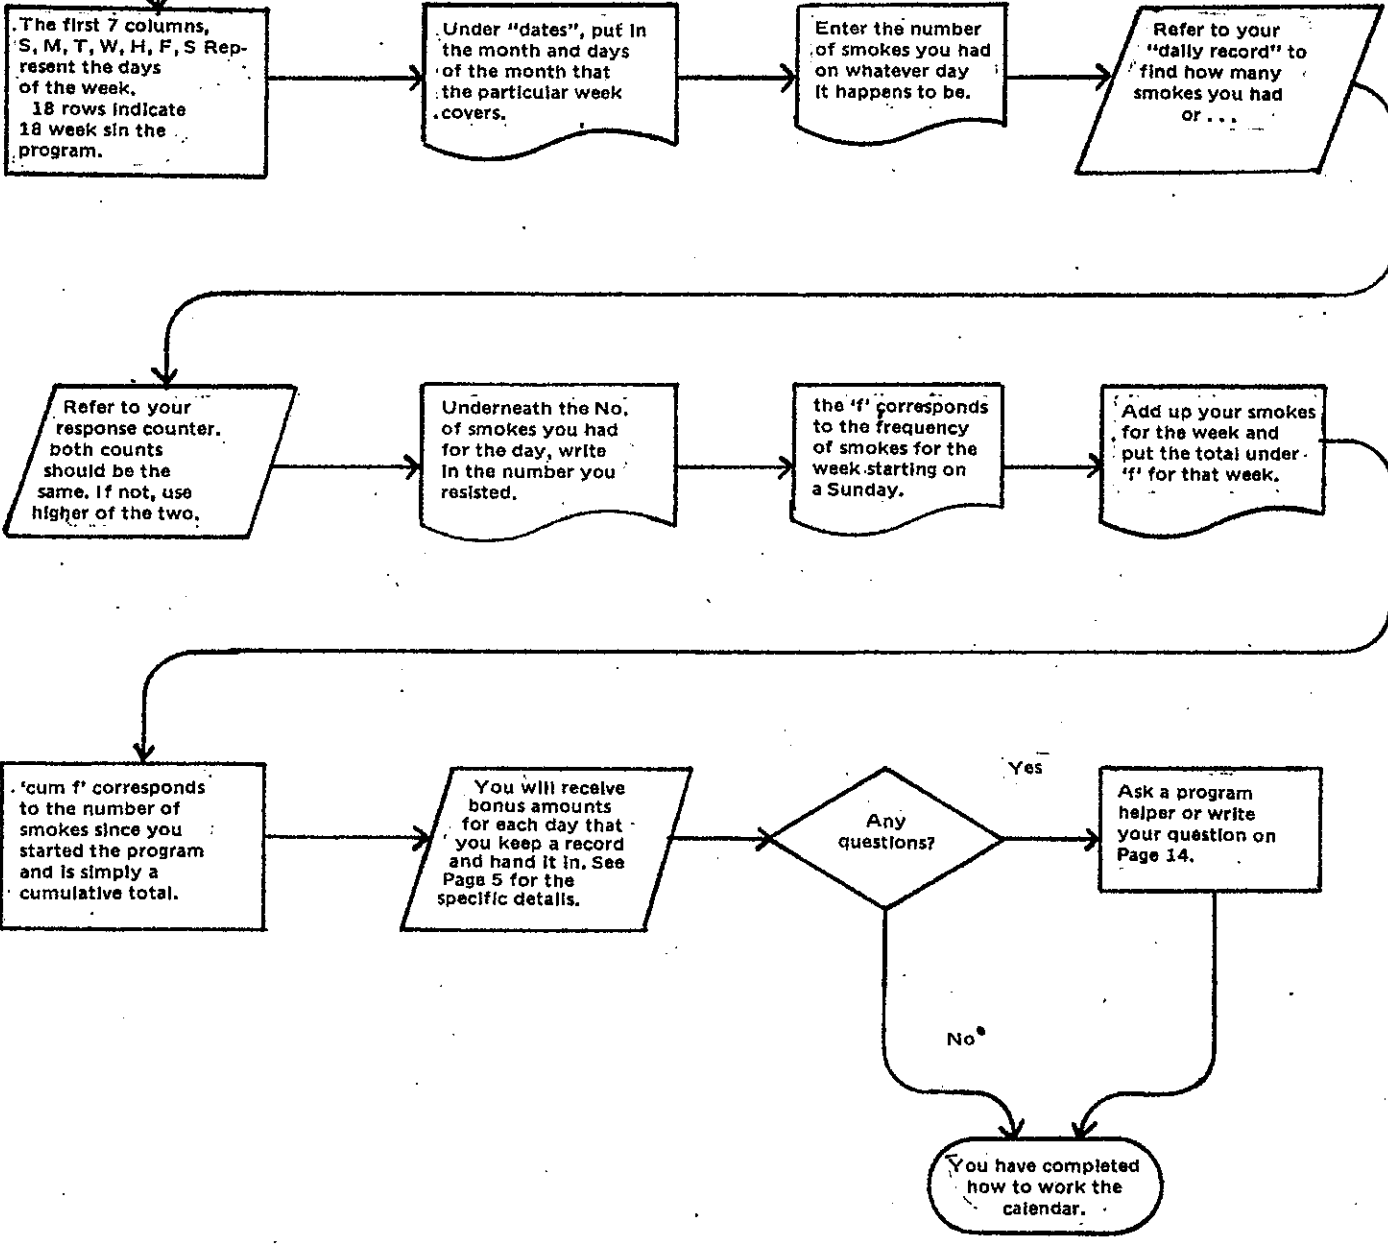 The first 7 columns,
S, M, T, W, H, F, S Rep-
resent the days
of the week.
18 rows indicate
18 week sin the
program.
Under "dates", put in
the month and days
of the month that
the particular week
covers.
Enter the number
of smokes you had
on whatever day
it happens to be.
Refer to your
"daily record" to
find how many
smokes you had
or . . .
Refer to your
response counter.
both counts
should be the
same. If not, use
higher of the two.
Underneath the No.
of smokes you had
for the day, write
in the number you
resisted.
the 'f' corresponds
to the frequency
of smokes for the
week starting on
a Sunday.
Add up your smokes
for the week and
put the total under
'f' for that week.
'cum f' corresponds
to the number of
smokes since you
started the program
and is simply a
cumulative total.
You will receive
bonus amounts
for each day that
you keep a record
and hand it in. See
Page 5 for the
specific details.
Any
questions?
Yes
Ask a program
helper or write
your question on
Page 14.
No
You have completed
how to work the
calendar.